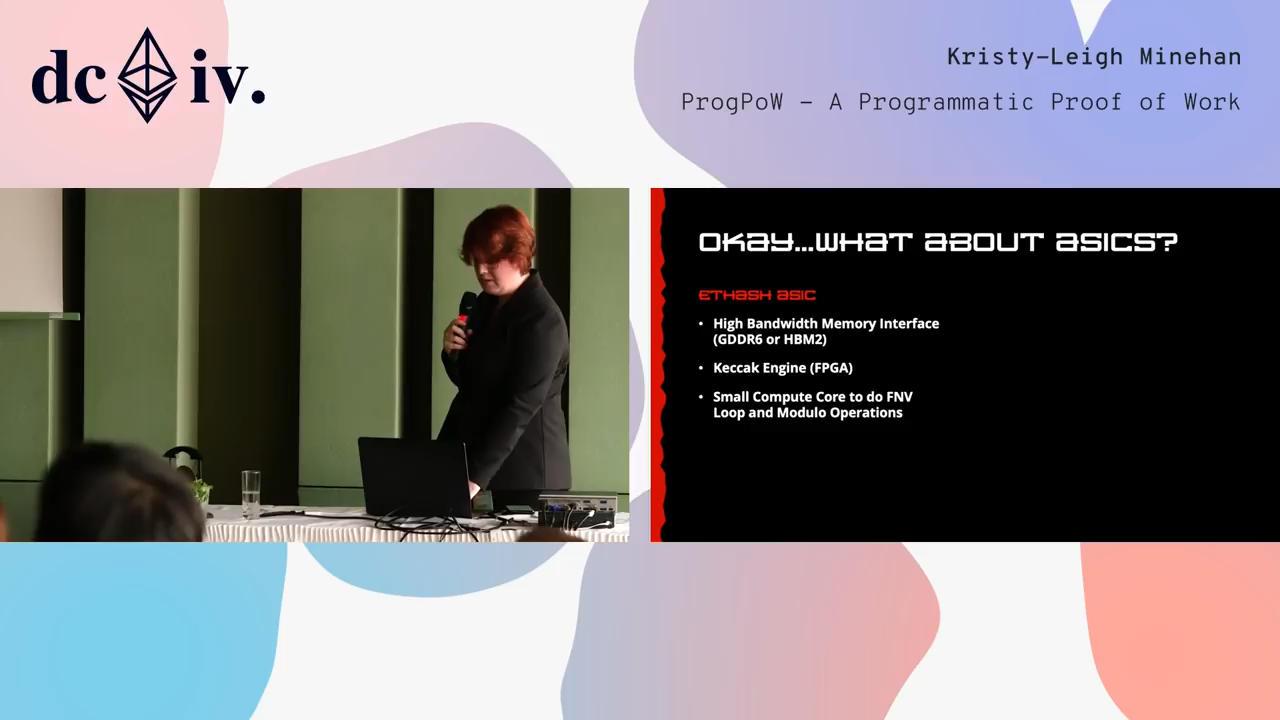 dc iv.
Kristy-Leigh Minehan
ProgPoW - A Programmatic Proof of Work
OKAY...WHAT ABOUT ASICS?
ETHASH ASIC
• High Bandwidth Memory Interface
(GDDR6 or HBM2)
• Keccak Engine (FPGA)
• Small Compute Core to do FNV
Loop and Modulo Operations